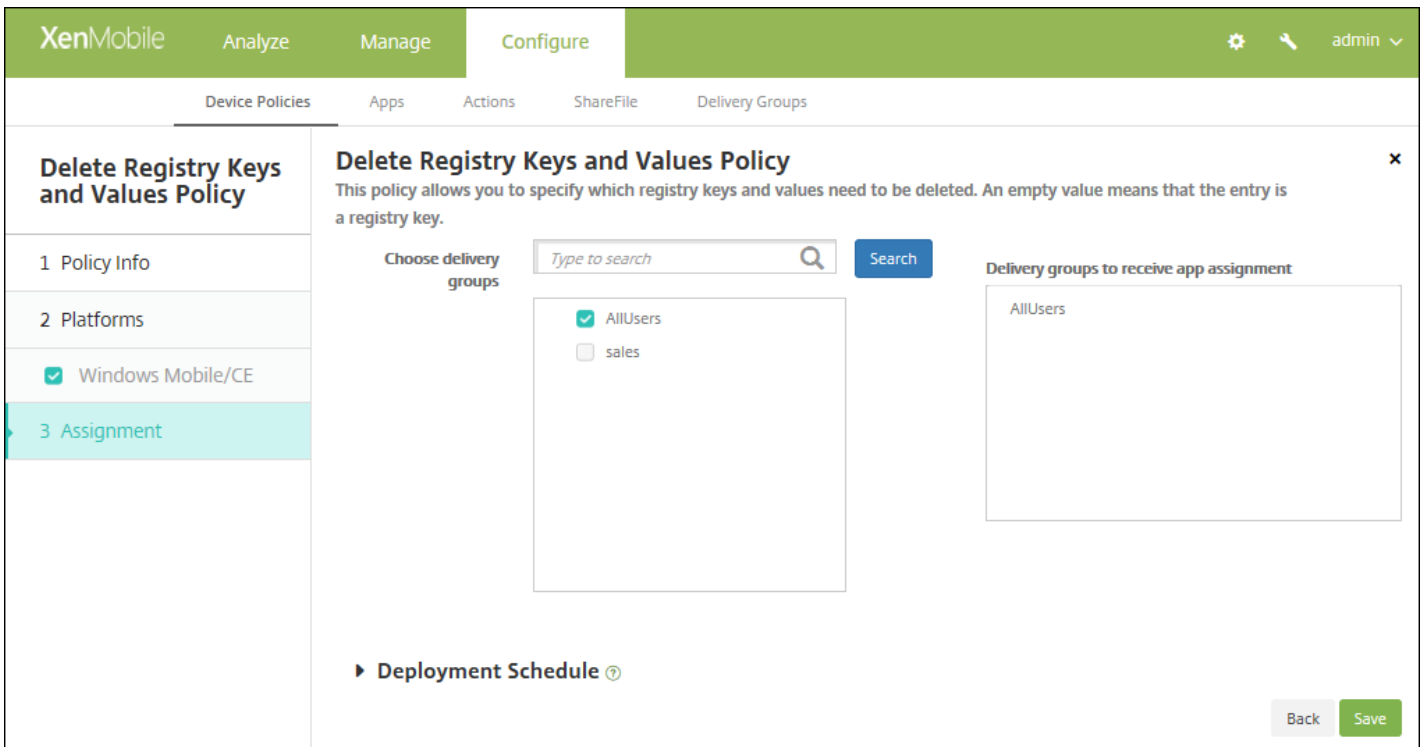 XenMobile Analyze Manage Configure admin
Device Policies Apps Actions ShareFile Delivery Groups
Delete Registry Keys
and Values Policy
1 Policy Info
2 Platforms
Windows Mobile/CE
3 Assignment
Delete Registry Keys and Values Policy
This policy allows you to specify which registry keys and values need to be deleted. An empty value means that the entry is
a registry key.
Choose delivery
groups
Type to search
Search
AllUsers
sales
Delivery groups to receive app assignment
AllUsers
Deployment Schedule ?
Back Save